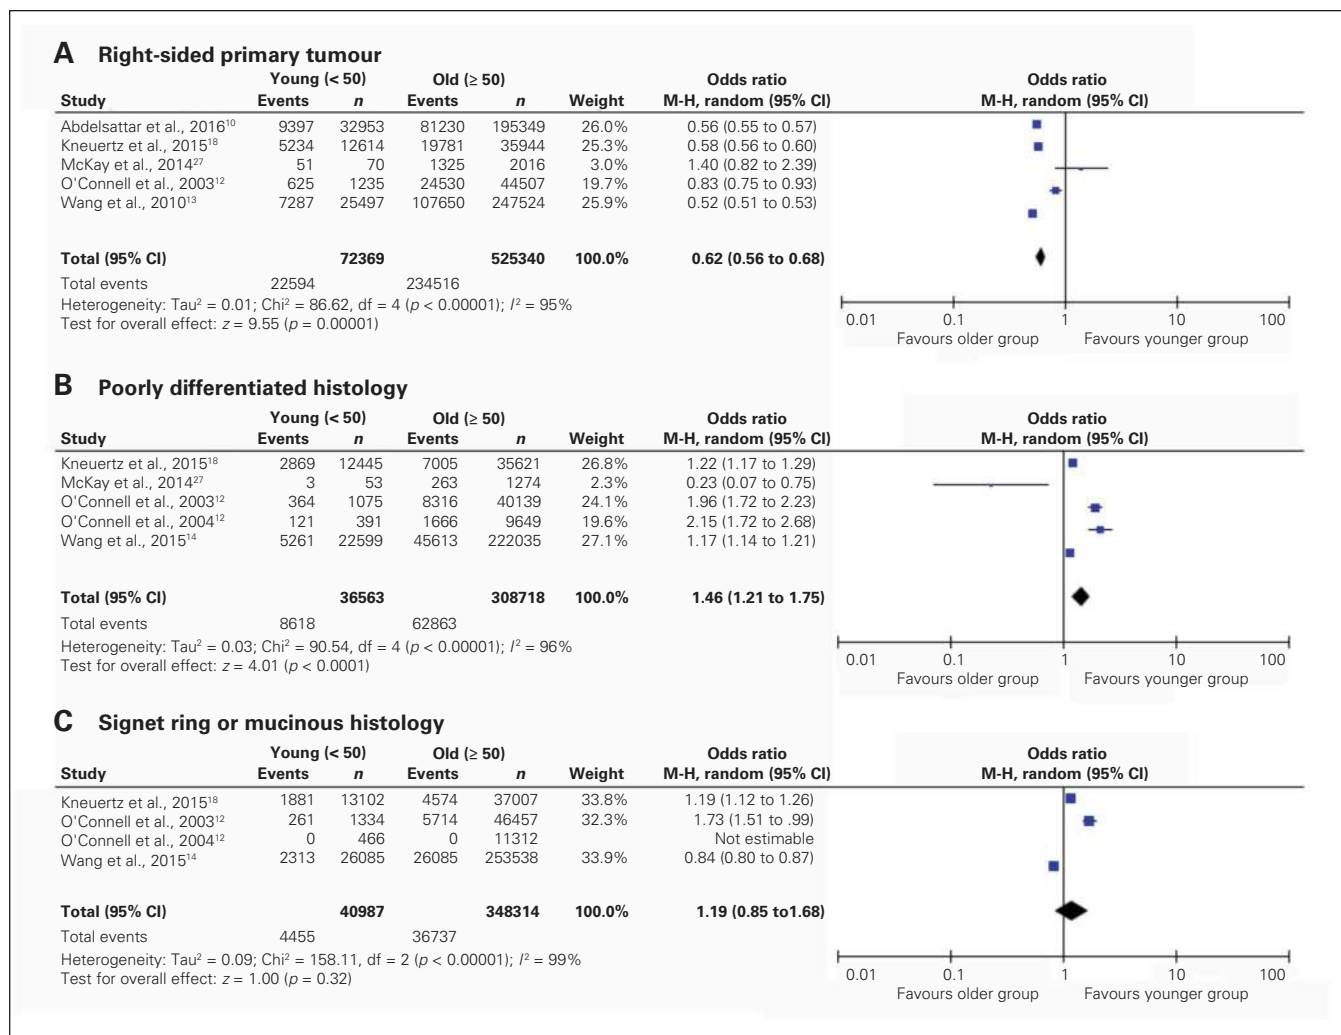 A Right-sided primary tumour
Young (< 50) Old (≥ 50) Odds ratio Odds ratio
Study Events n Events n Weight M-H, random (95% CI) M-H, random (95% CI)
Abdelsattar et al., 2016¹⁰ 9397 32953 81230 195349 26.0% 0.56 (0.55 to 0.57)
Kneuertz et al., 2015¹⁸ 5234 12614 19781 35944 25.3% 0.58 (0.56 to 0.60)
McKay et al., 2014²⁷ 51 70 1325 2016 3.0% 1.40 (0.82 to 2.39)
O'Connell et al., 2003¹² 625 1235 24530 44507 19.7% 0.83 (0.75 to 0.93)
Wang et al., 2010¹³ 7287 25497 107650 247524 25.9% 0.52 (0.51 to 0.53)
Total (95% CI) 72369 525340 100.0% 0.62 (0.56 to 0.68)
Total events 22594 234516
Heterogeneity: Tau² = 0.01; Chi² = 86.62, df = 4 (p < 0.00001); I² = 95%
Test for overall effect: z = 9.55 (p = 0.00001)
0.01 0.1 1 10 100
Favours older group Favours younger group
B Poorly differentiated histology
Young (< 50) Old (≥ 50) Odds ratio Odds ratio
Study Events n Events n Weight M-H, random (95% CI) M-H, random (95% CI)
Kneuertz et al., 2015¹⁸ 2869 12445 7005 35621 26.8% 1.22 (1.17 to 1.29)
McKay et al., 2014²⁷ 3 53 263 1274 2.3% 0.23 (0.07 to 0.75)
O'Connell et al., 2003¹² 364 1075 8316 40139 24.1% 1.96 (1.72 to 2.23)
O'Connell et al., 2004¹² 121 391 1666 9649 19.6% 2.15 (1.72 to 2.68)
Wang et al., 2015¹⁴ 5261 22599 45613 222035 27.1% 1.17 (1.14 to 1.21)
Total (95% CI) 36563 308718 100.0% 1.46 (1.21 to 1.75)
Total events 8618 62863
Heterogeneity: Tau² = 0.03; Chi² = 90.54, df = 4 (p < 0.00001); I² = 96%
Test for overall effect: z = 4.01 (p < 0.0001)
0.01 0.1 1 10 100
Favours older group Favours younger group
C Signet ring or mucinous histology
Young (< 50) Old (≥ 50) Odds ratio Odds ratio
Study Events n Events n Weight M-H, random (95% CI) M-H, random (95% CI)
Kneuertz et al., 2015¹⁸ 1881 13102 4574 37007 33.8% 1.19 (1.12 to 1.26)
O'Connell et al., 2003¹² 261 1334 5714 46457 32.3% 1.73 (1.51 to .99)
O'Connell et al., 2004¹² 0 466 0 11312 Not estimable
Wang et al., 2015¹⁴ 2313 26085 26085 253538 33.9% 0.84 (0.80 to 0.87)
Total (95% CI) 40987 348314 100.0% 1.19 (0.85 to1.68)
Total events 4455 36737
Heterogeneity: Tau² = 0.09; Chi² = 158.11, df = 2 (p < 0.00001); I² = 99%
Test for overall effect: z = 1.00 (p = 0.32)
0.01 0.1 1 10 100
Favours older group Favours younger group